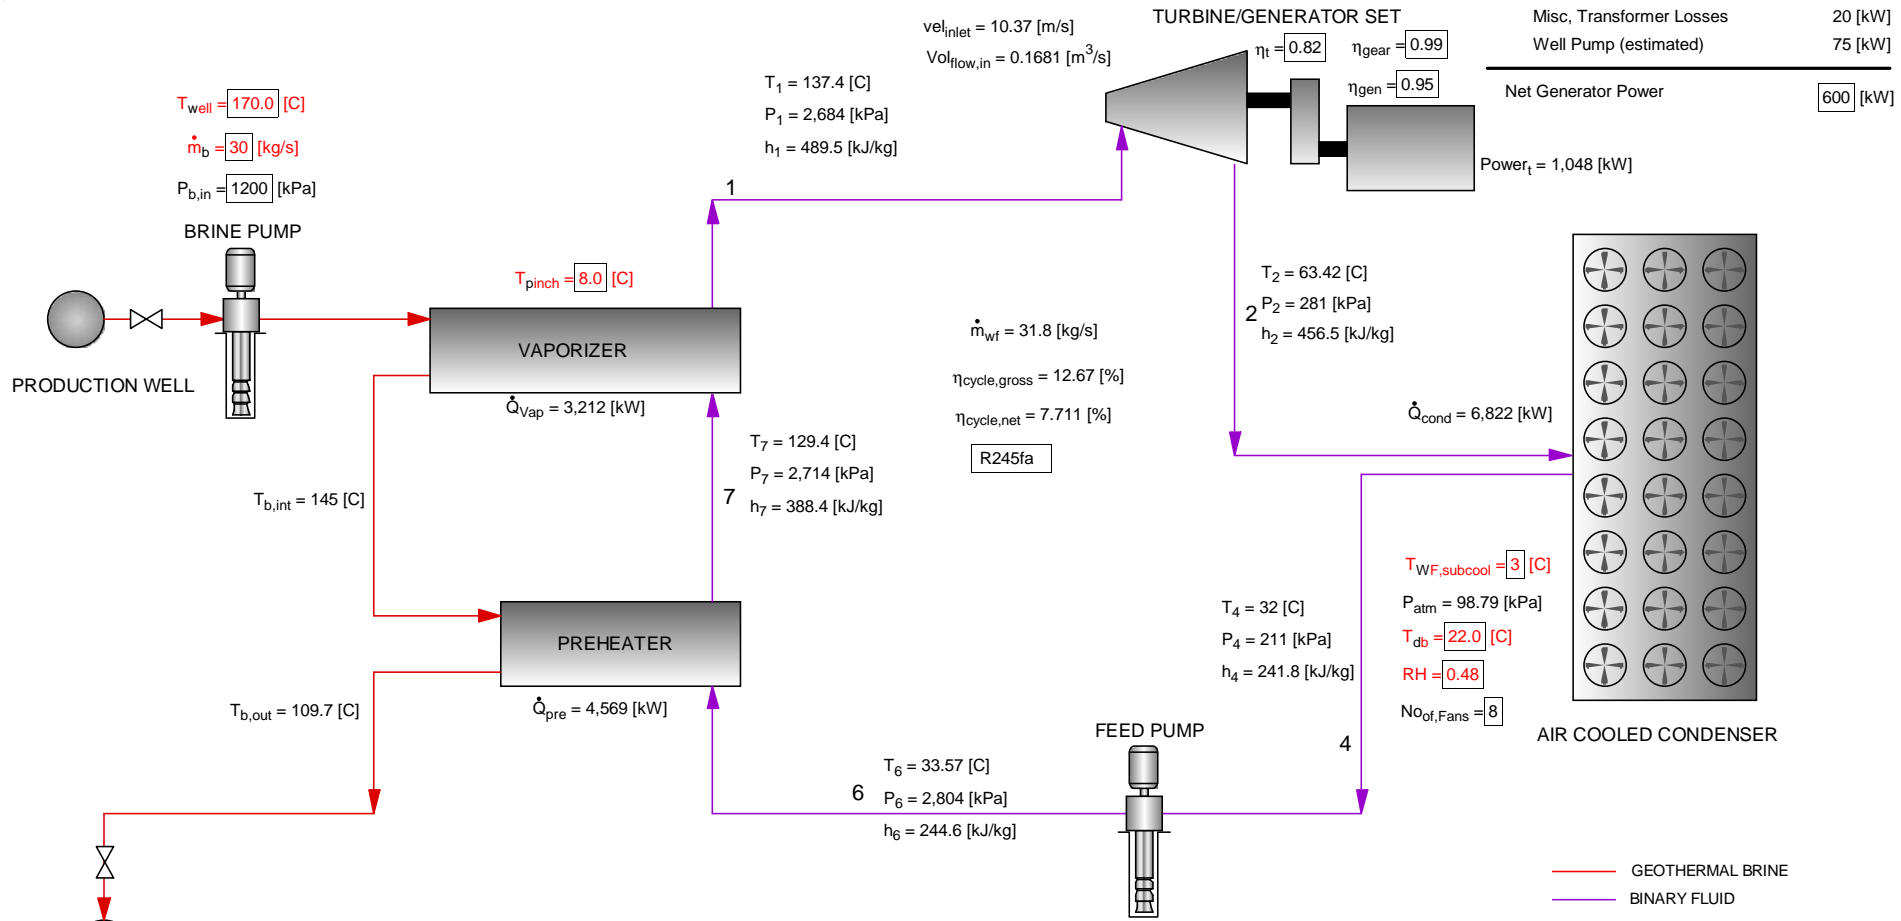 TURBINE/GENERATOR SET
Misc, Transformer Losses 20 [kW]
Well Pump (estimated) 75 [kW]
Net Generator Power 600 [kW]
vel_inlet = 10.37 [m/s]
Vol_flow,in = 0.1681 [m^3/s]
η_t = 0.82
η_gear = 0.99
η_gen = 0.95
Power_t = 1,048 [kW]
T_1 = 137.4 [C]
P_1 = 2,684 [kPa]
h_1 = 489.5 [kJ/kg]
1
T_well = 170.0 [C]
ṁ_b = 30 [kg/s]
P_b,in = 1200 [kPa]
BRINE PUMP
PRODUCTION WELL
T_pinch = 8.0 [C]
VAPORIZER
Q̇_Vap = 3,212 [kW]
T_2 = 63.42 [C]
P_2 = 281 [kPa]
h_2 = 456.5 [kJ/kg]
2
ṁ_wf = 31.8 [kg/s]
η_cycle,gross = 12.67 [%]
η_cycle,net = 7.711 [%]
R245fa
Q̇_cond = 6,822 [kW]
T_7 = 129.4 [C]
P_7 = 2,714 [kPa]
h_7 = 388.4 [kJ/kg]
7
T_b,int = 145 [C]
PREHEATER
Q̇_pre = 4,569 [kW]
T_b,out = 109.7 [C]
T_WF,subcool = 3 [C]
P_atm = 98.79 [kPa]
T_db = 22.0 [C]
RH = 0.48
No_of,Fans = 8
AIR COOLED CONDENSER
T_4 = 32 [C]
P_4 = 211 [kPa]
h_4 = 241.8 [kJ/kg]
4
FEED PUMP
T_6 = 33.57 [C]
P_6 = 2,804 [kPa]
h_6 = 244.6 [kJ/kg]
6
GEOTHERMAL BRINE
BINARY FLUID